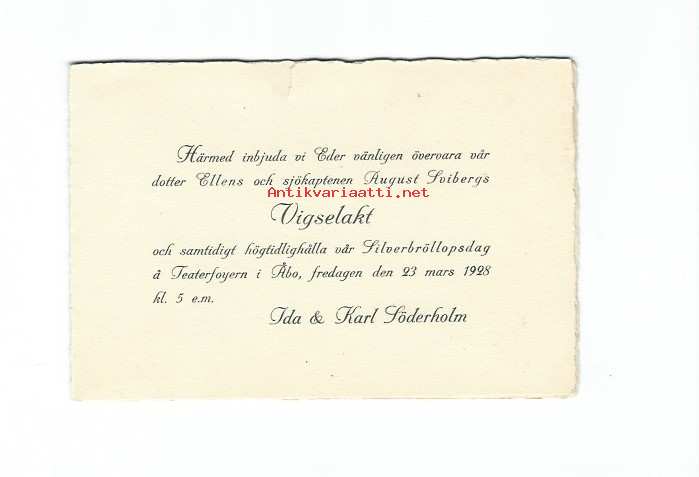 Härmed inbjuda vi Eder vänligen övervara vår
dotter Ellens och sjökaptenen August Svibergs
Antikvariaatti.net
Vigselakt
och samtidigt högtidlighålla vår Silverbröllopsdag
å Teaterfoyern i Åbo, fredagen den 23 mars 1928
kl. 5 e.m.
Ida & Karl Söderholm